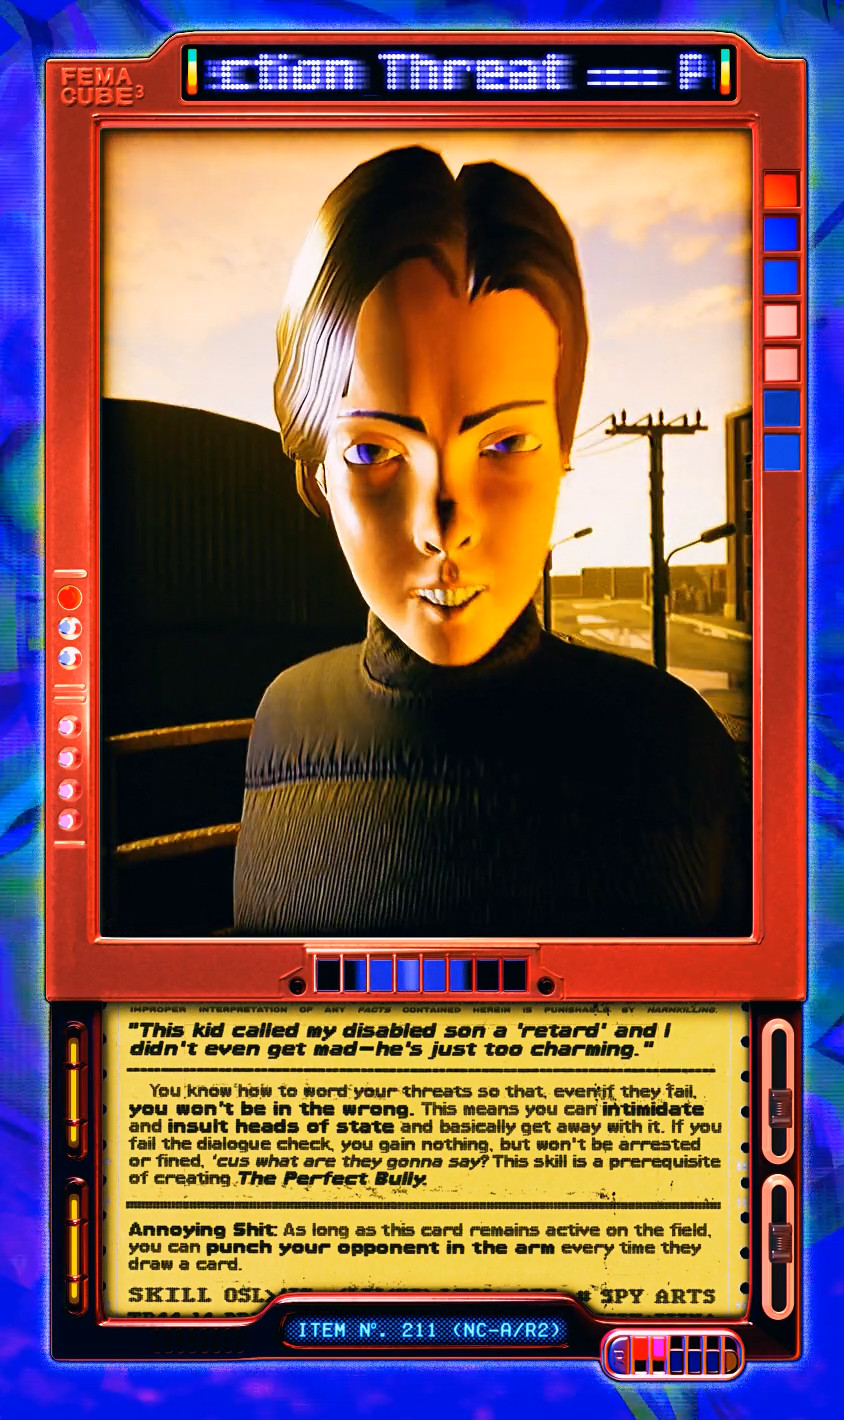 ction Threat == P
FEMA
CUBE³
IMPROPER INTERPRETATION OF ANY FACTS CONTAINED HEREIN IS PUNISHABLE BY HARNKILLING.
"This kid called my disabled son a 'retard' and I
didn't even get mad—he's just too charming."
You know how to word your threats so that, even if they fail,
you won't be in the wrong. This means you can intimidate
and insult heads of state and basically get away with it. If you
fail the dialogue check, you gain nothing, but won't be arrested
or fined, 'cus what are they gonna say? This skill is a prerequisite
of creating The Perfect Bully.
Annoying Shit: As long as this card remains active on the field,
you can punch your opponent in the arm every time they
draw a card.
SKILL OSL> # SPY ARTS
ITEM Nº. 211 (NC-A/R2)